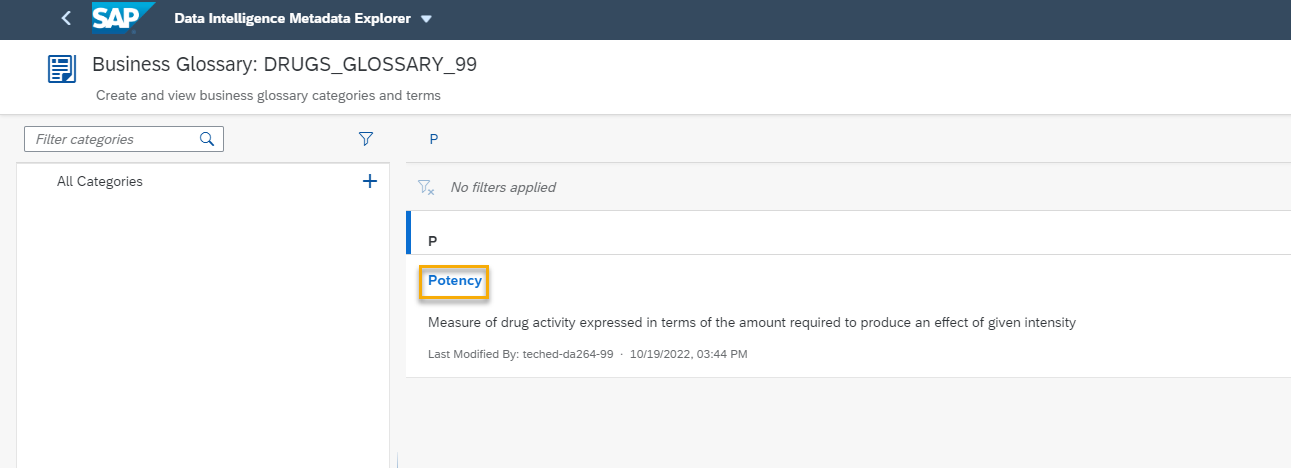 SAP
Data Intelligence Metadata Explorer
Business Glossary: DRUGS_GLOSSARY_99
Create and view business glossary categories and terms
Filter categories
P
All Categories
No filters applied
P
Potency
Measure of drug activity expressed in terms of the amount required to produce an effect of given intensity
Last Modified By: teched-da264-99 · 10/19/2022, 03:44 PM